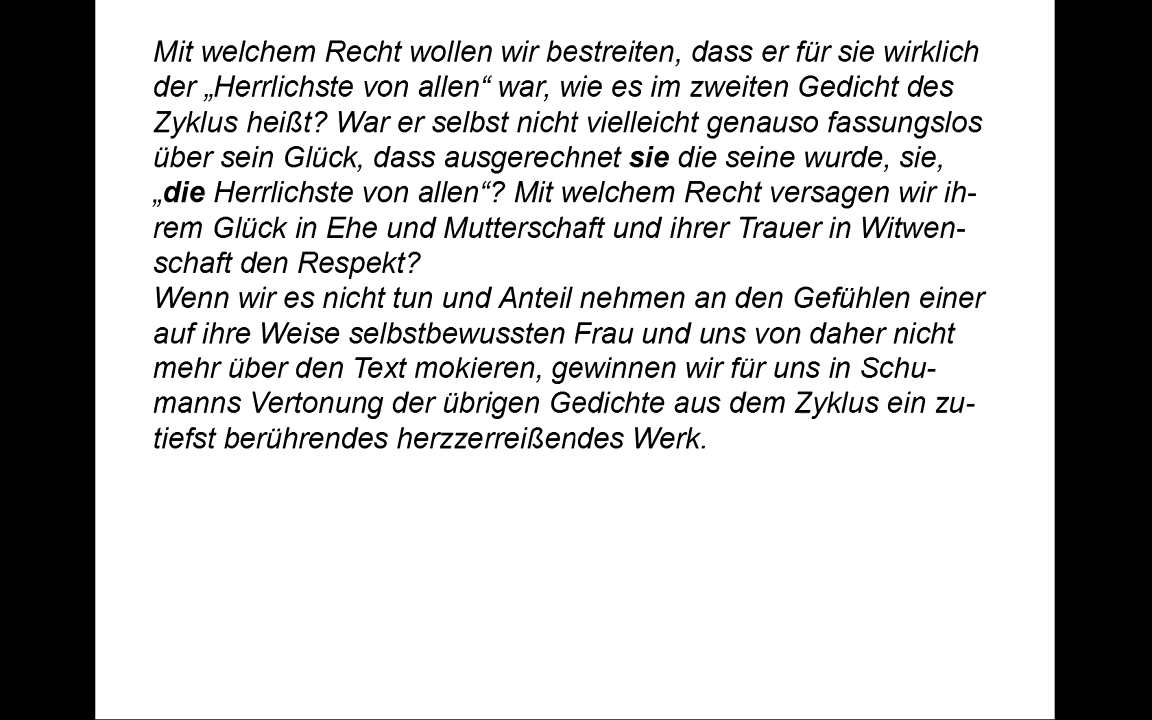 Mit welchem Recht wollen wir bestreiten, dass er für sie wirklich
der „Herrlichste von allen“ war, wie es im zweiten Gedicht des
Zyklus heißt? War er selbst nicht vielleicht genauso fassungslos
über sein Glück, dass ausgerechnet sie die seine wurde, sie,
„die Herrlichste von allen“? Mit welchem Recht versagen wir ih-
rem Glück in Ehe und Mutterschaft und ihrer Trauer in Witwen-
schaft den Respekt?
Wenn wir es nicht tun und Anteil nehmen an den Gefühlen einer
auf ihre Weise selbstbewussten Frau und uns von daher nicht
mehr über den Text mokieren, gewinnen wir für uns in Schu-
manns Vertonung der übrigen Gedichte aus dem Zyklus ein zu-
tiefst berührendes herzzerreißendes Werk.